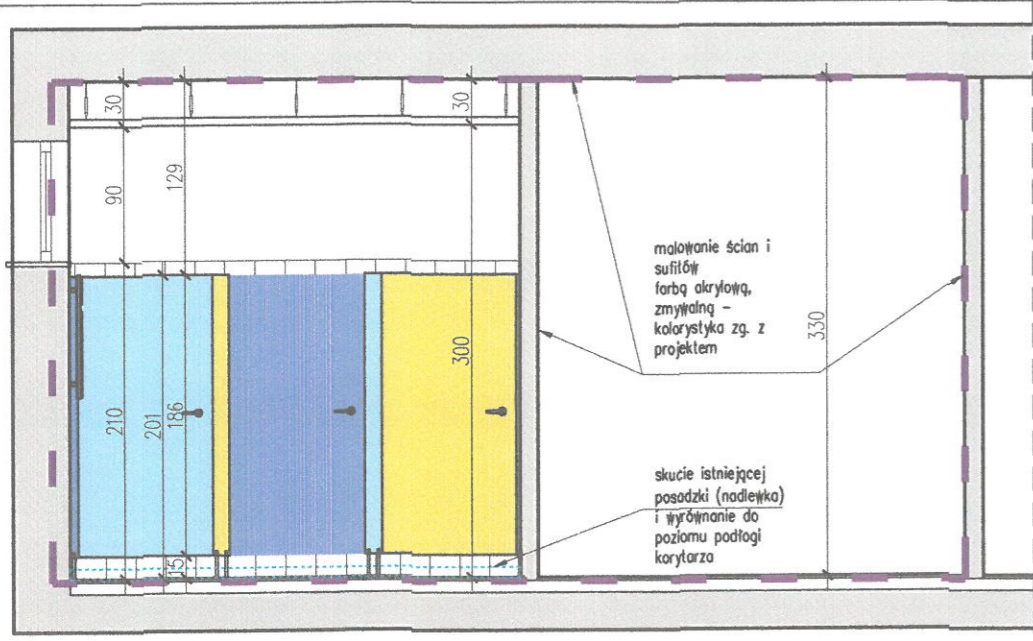 30
30
90
129
malowanie ścian i
sufitów
farbą akrylową,
zmywalną –
kolorystyka zg. z
projektem
330
300
210
201
186
skucie istniejącej
posadzki (nadlewka)
i wyrównanie do
poziomu podłogi
korytarza
15